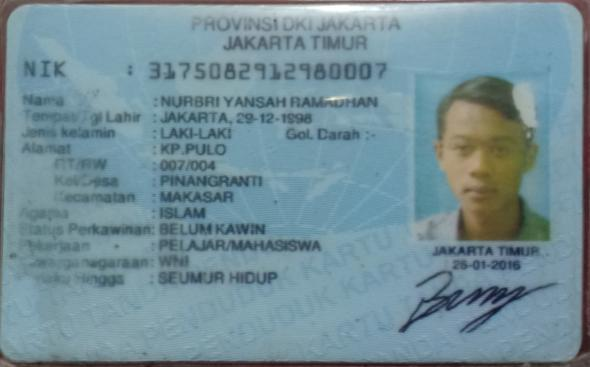 PROVINSI DKI JAKARTA
JAKARTA TIMUR
NIK : 3175082912980007
Nama : NURBRI YANSAH RAMADHAN
Tempat/Tgl Lahir : JAKARTA, 29-12-1998
Jenis kelamin : LAKI-LAKI Gol. Darah :-
Alamat : KP.PULO
RT/RW : 007/004
Kel/Desa : PINANGRANTI
Kecamatan : MAKASAR
Agama : ISLAM
Status Perkawinan: BELUM KAWIN
Pekerjaan : PELAJAR/MAHASISWA
Kewarganegaraan: WNI
Berlaku Hingga : SEUMUR HIDUP
JAKARTA TIMUR
26-01-2016